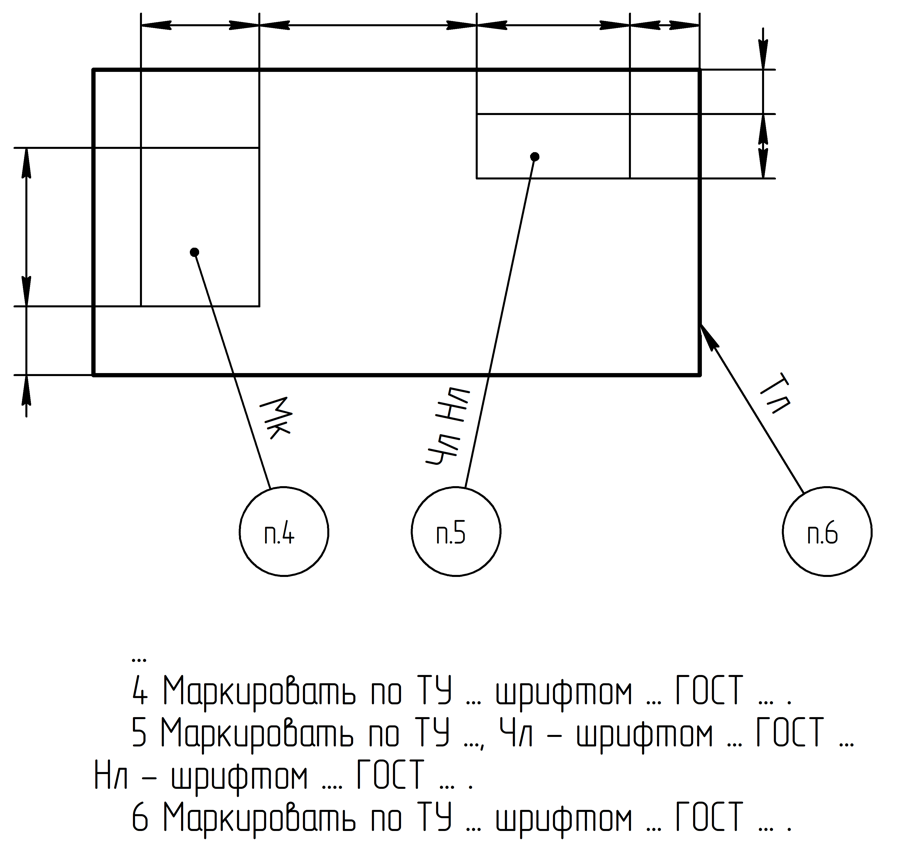 Мк
Чл Нл
Тл
п.4
п.5
п.6
...
4 Маркировать по ТУ ... шрифтом ... ГОСТ ... .
5 Маркировать по ТУ ..., Чл – шрифтом ... ГОСТ ...
Нл – шрифтом .... ГОСТ ... .
6 Маркировать по ТУ ... шрифтом ... ГОСТ ... .